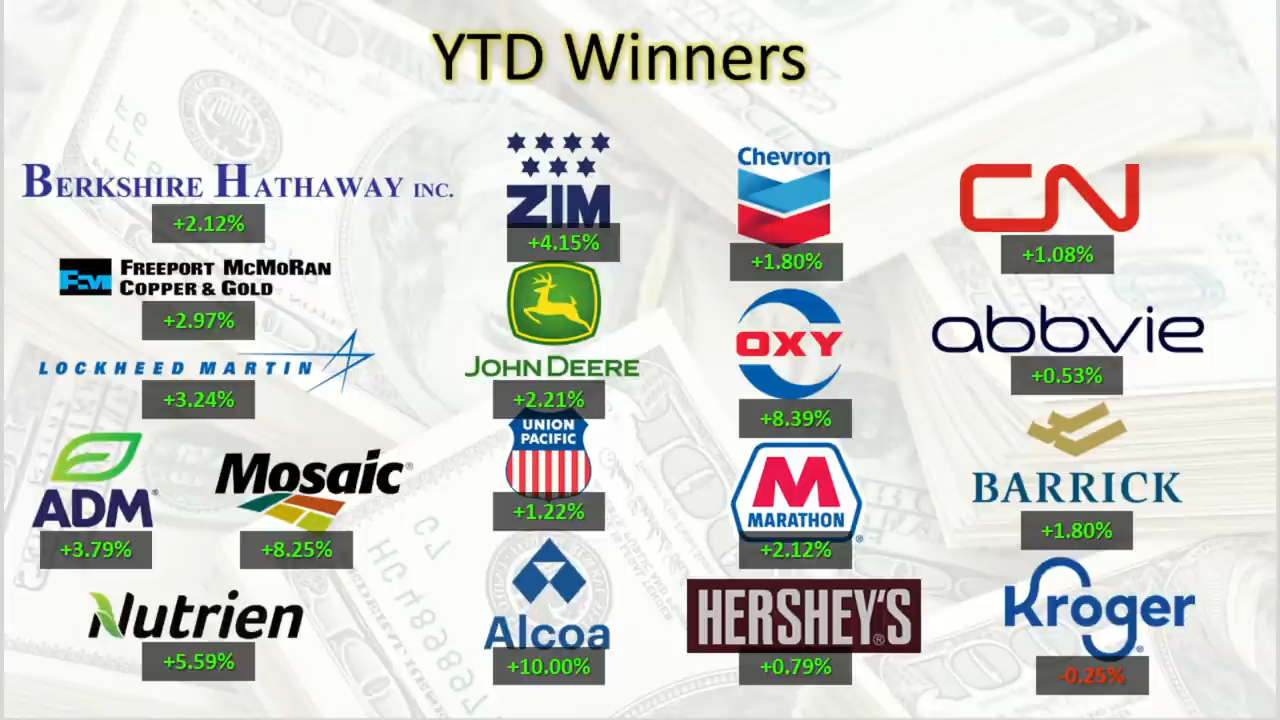 YTD Winners
BERKSHIRE HATHAWAY INC.
+2.12%
FREEPORT MCMORAN
COPPER & GOLD
+2.97%
LOCKHEED MARTIN
+3.24%
ADM
+3.79%
Mosaic®
+8.25%
Nutrien
+5.59%
ZIM
+4.15%
JOHN DEERE
+2.21%
UNION
PACIFIC
+1.22%
Alcoa
+10.00%
Chevron
+1.80%
OXY
+8.39%
MARATHON
+2.12%
HERSHEY'S
+0.79%
CN
+1.08%
abbvie
+0.53%
BARRICK
+1.80%
Kroger
-0.25%